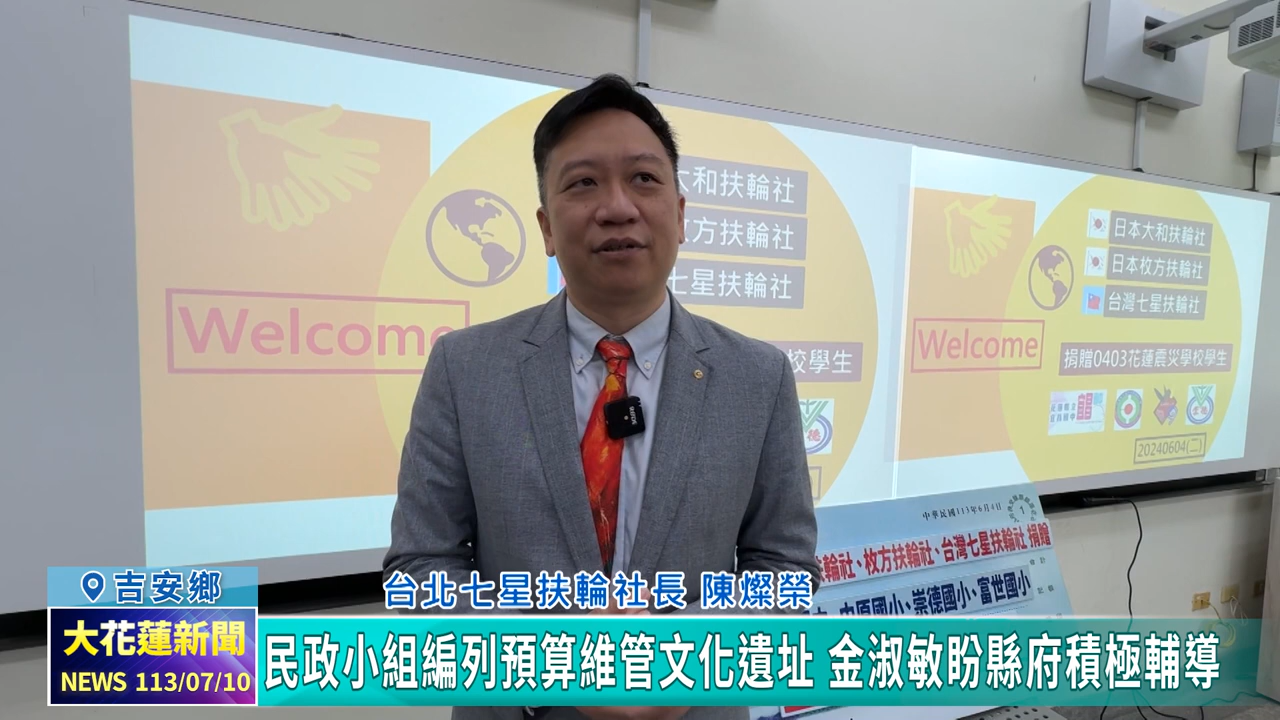 Welcome
大和扶輪社
方扶輪社
七星扶輪社
校學生
Welcome
日本大和扶輪社
日本枚方扶輪社
台灣七星扶輪社
捐贈0403花蓮震災學校學生
20240604(二)
中華民國113年6月4日
1
扶輪社、枚方扶輪社、台灣七星扶輪社 捐贈
中原國小、崇德國小、富世國小
台北七星扶輪社長 陳燦榮
吉安鄉
大花蓮新聞
NEWS 113/07/10
民政小組編列預算維管文化遺址 金淑敏盼縣府積極輔導